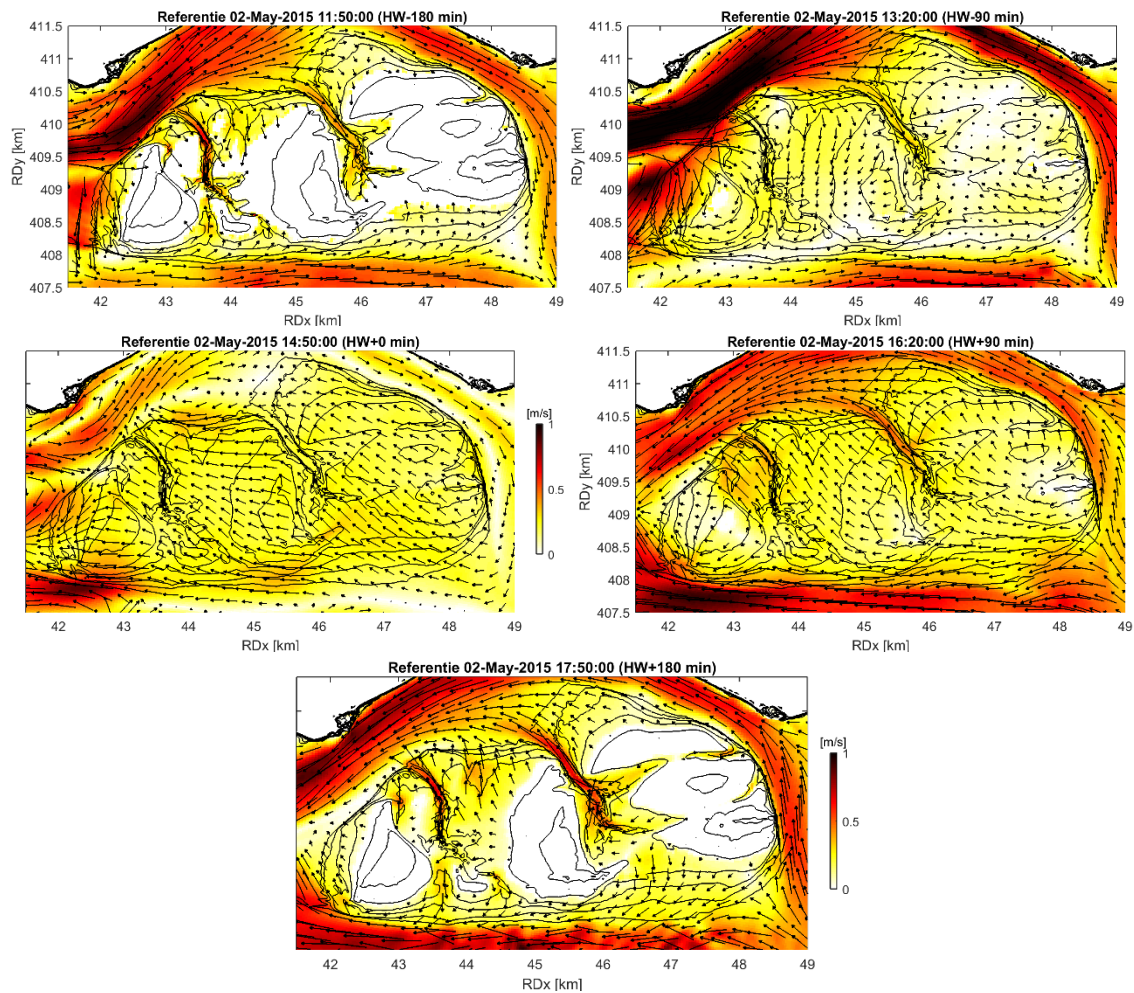 Referentie 02-May-2015 11:50:00 (HW-180 min)
411.5
411
410.5
410
409.5
409
408.5
408
407.5
RDy [km]
42 43 44 45 46 47 48 49
RDx [km]
Referentie 02-May-2015 13:20:00 (HW-90 min)
411.5
411
410.5
410
409.5
409
408.5
408
407.5
RDy [km]
42 43 44 45 46 47 48 49
RDx [km]
Referentie 02-May-2015 14:50:00 (HW+0 min)
[m/s]
1
0.5
0
42 43 44 45 46 47 48 49
RDx [km]
Referentie 02-May-2015 16:20:00 (HW+90 min)
411.5
411
410.5
410
409.5
409
408.5
408
407.5
RDy [km]
42 43 44 45 46 47 48 49
RDx [km]
Referentie 02-May-2015 17:50:00 (HW+180 min)
[m/s]
1
0.5
0
42 43 44 45 46 47 48 49
RDx [km]